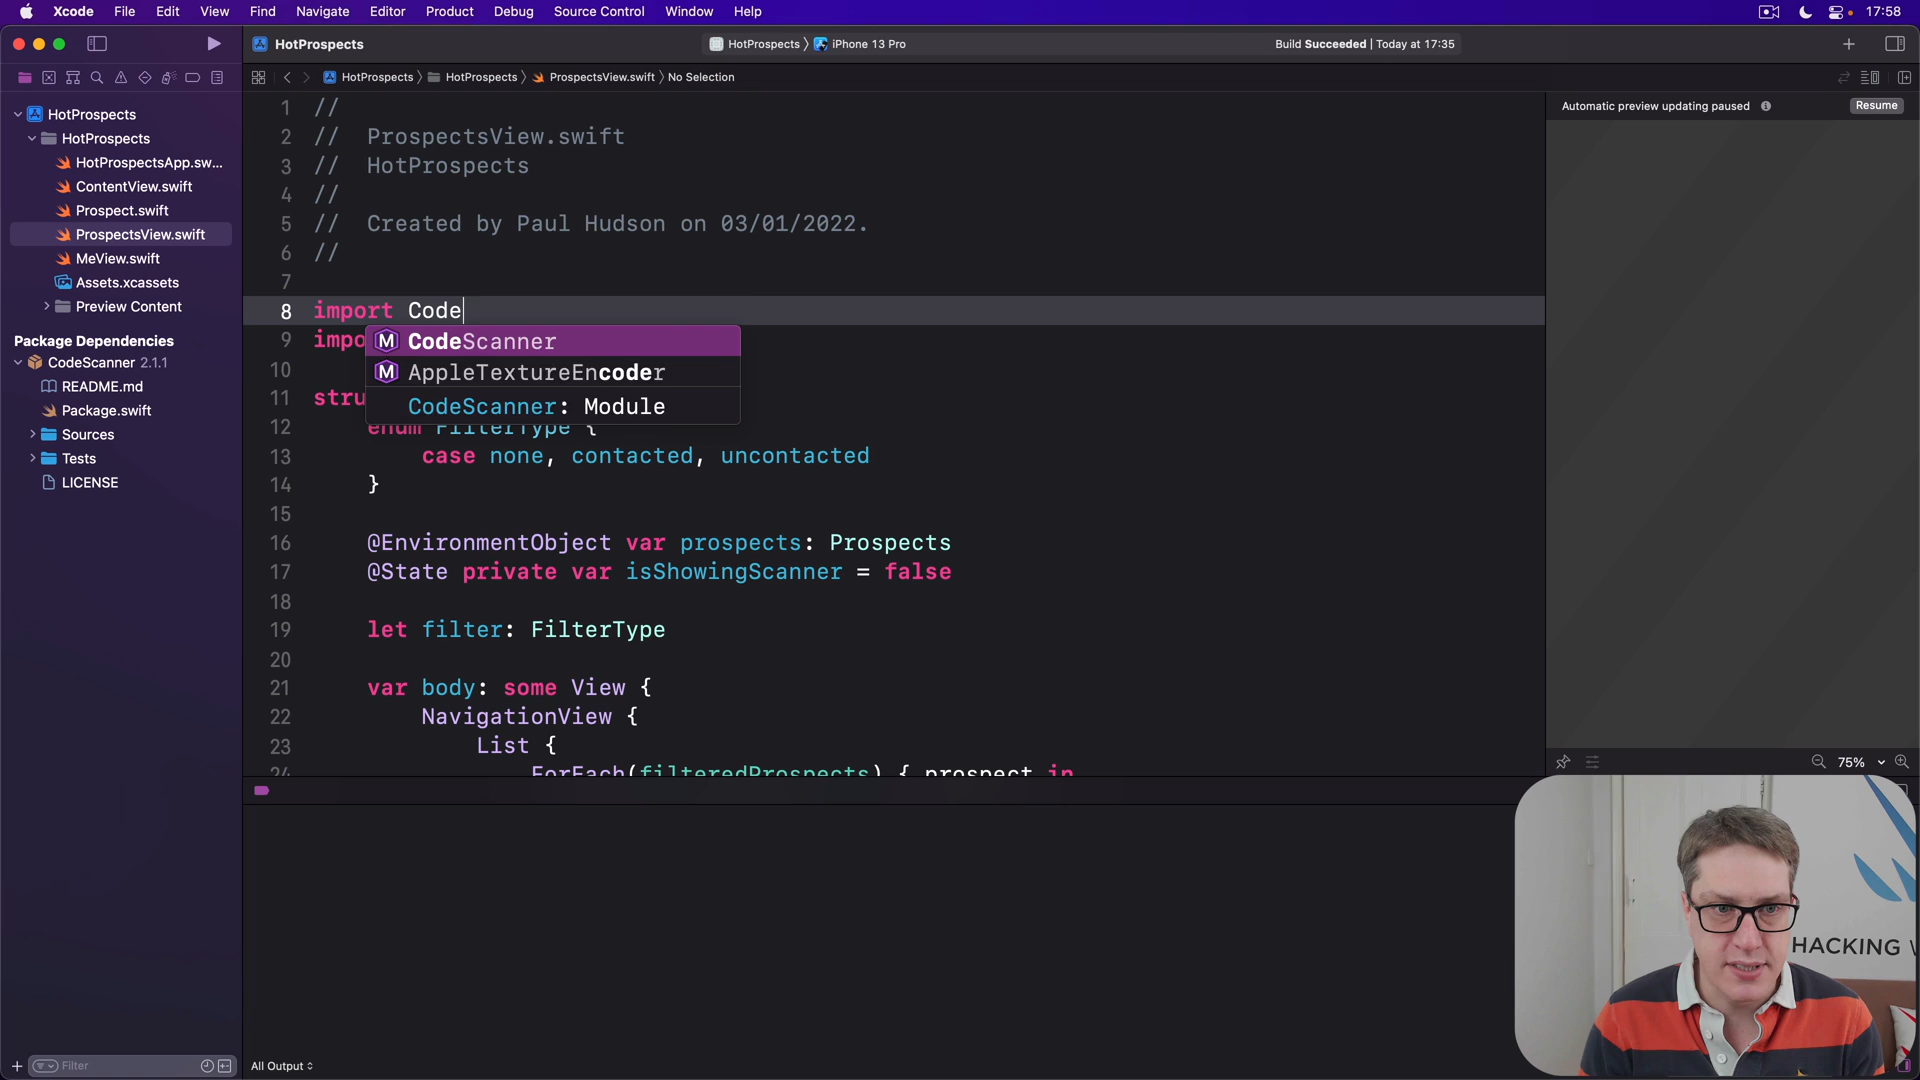 Xcode File Edit View Find Navigate Editor Product Debug Source Control Window Help 17:58
HotProspects
HotProspects 〉 iPhone 13 Pro
Build Succeeded | Today at 17:35
HotProspects 〉 HotProspects 〉 ProspectsView.swift 〉 No Selection
HotProspects
HotProspects
HotProspectsApp.sw...
ContentView.swift
Prospect.swift
ProspectsView.swift
MeView.swift
Assets.xcassets
Preview Content
Package Dependencies
CodeScanner 2.1.1
README.md
Package.swift
Sources
Tests
LICENSE
Filter
1 //
2 // ProspectsView.swift
3 // HotProspects
4 //
5 // Created by Paul Hudson on 03/01/2022.
6 //
7
8 import Code
M CodeScanner
M AppleTextureEncoder
CodeScanner: Module
9 impo
10
11 stru
12 enum FilterType {
13 case none, contacted, uncontacted
14 }
15
16 @EnvironmentObject var prospects: Prospects
17 @State private var isShowingScanner = false
18
19 let filter: FilterType
20
21 var body: some View {
22 NavigationView {
23 List {
24 ForEach(filteredProspects) { prospect in
Automatic preview updating paused
Resume
75%
All Output
HACKING W